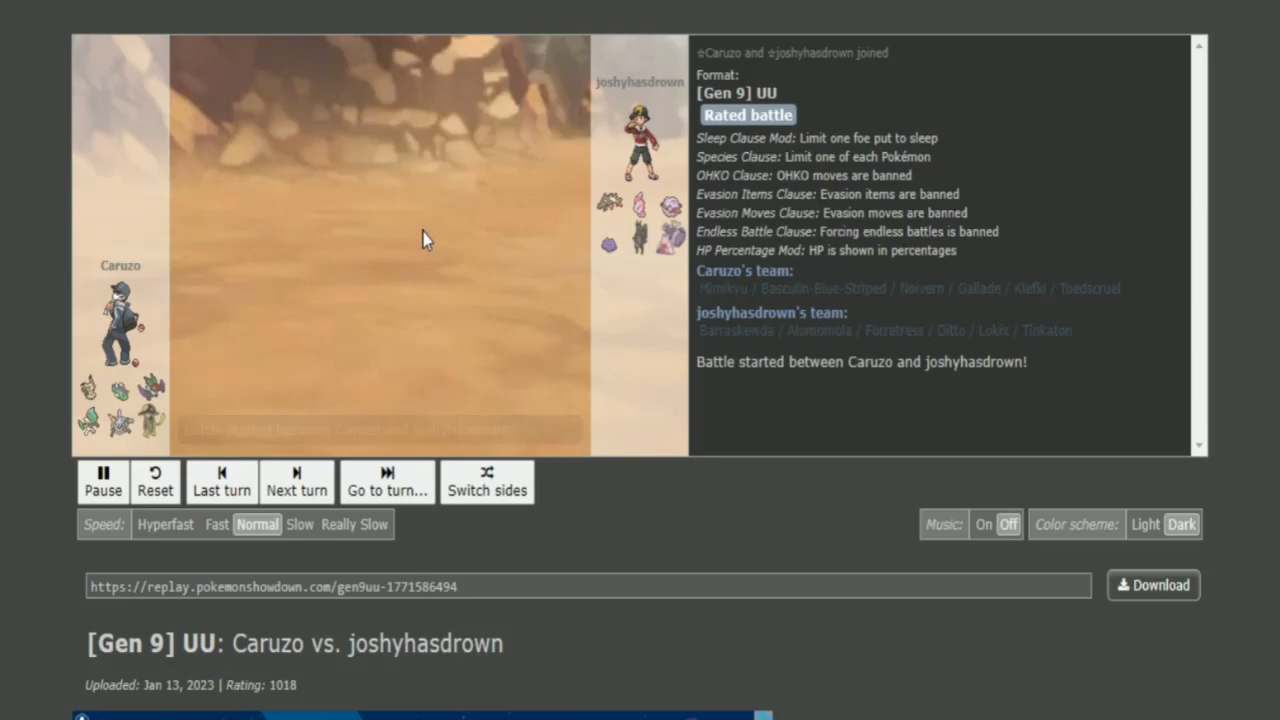 ☆Caruzo and ☆joshyhasdrown joined
joshyhasdrown
Format:
[Gen 9] UU
Rated battle
Sleep Clause Mod: Limit one foe put to sleep
Species Clause: Limit one of each Pokémon
OHKO Clause: OHKO moves are banned
Evasion Items Clause: Evasion items are banned
Evasion Moves Clause: Evasion moves are banned
Endless Battle Clause: Forcing endless battles is banned
HP Percentage Mod: HP is shown in percentages
Caruzo
Caruzo's team:
Mimikyu / Basculin-Blue-Striped / Noivern / Gallade / Klefki / Toedscruel
joshyhasdrown's team:
Barraskewda / Alomomola / Forretress / Ditto / Lokix / Tinkaton
Battle started between Caruzo and joshyhasdrown!
Battle started between Caruzo and joshyhasdrown!
Pause Reset Last turn Next turn Go to turn... Switch sides
Speed: Hyperfast Fast Normal Slow Really Slow Music: On Off Color scheme: Light Dark
https://replay.pokemonshowdown.com/gen9uu-1771586494 Download
[Gen 9] UU: Caruzo vs. joshyhasdrown
Uploaded: Jan 13, 2023 | Rating: 1018